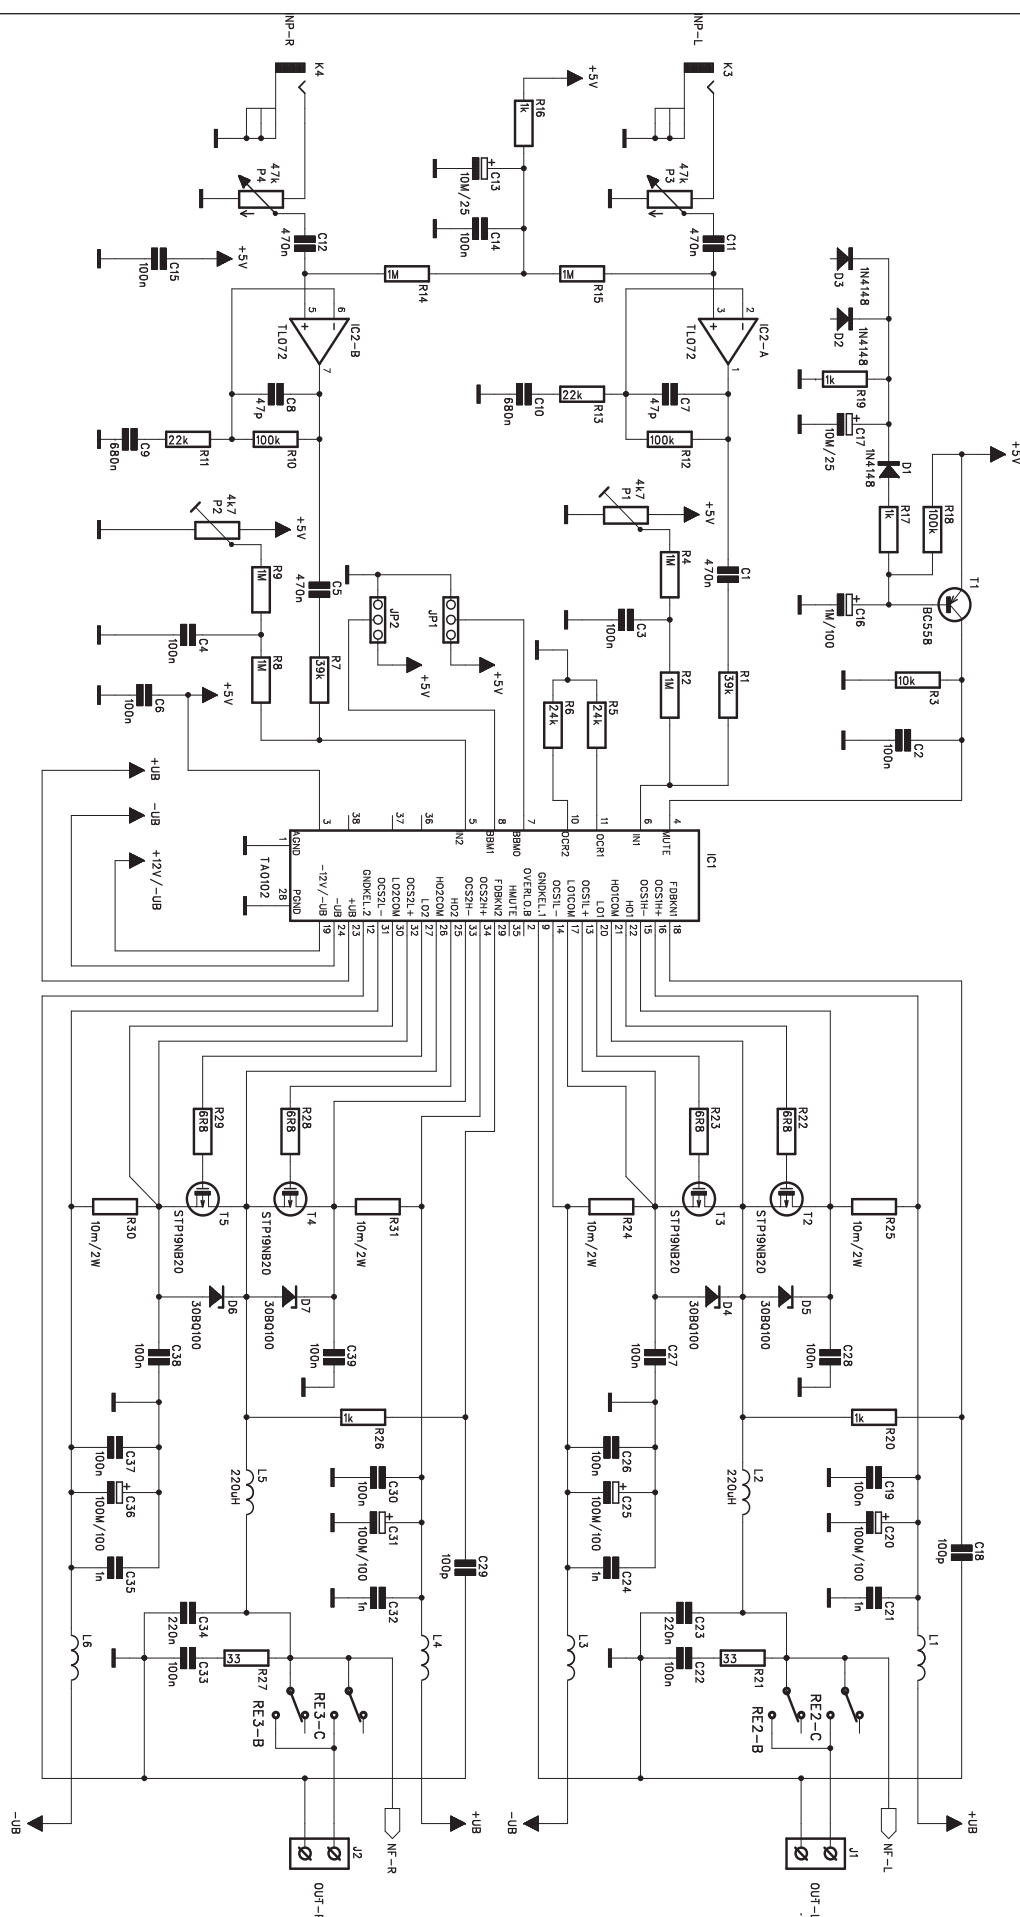 INP-R
K4
47k
P4
C12
470n
+5V
C15
100n
1M
R14
5
6
IC2-B
TL072
7
C8
47p
100k
R10
22k
R11
C9
680n
+5V
4k7
P2
R9
1M
C5
470n
C4
100n
R8
1M
R7
39k
+5V
C6
100n
+UB
-UB
+12V/-UB
+5V
R16
1k
C13
10M/25
C14
100n
1M
R15
INP-L
K3
47k
P3
C11
470n
3
2
IC2-A
TL072
1
C7
47p
100k
R12
22k
R13
C10
680n
+5V
4k7
P1
R4
1M
C1
470n
C3
100n
R2
1M
R1
39k
JP2
JP1
+5V
+5V
R6
24k
R5
24k
D3
1N4148
D2
1N4148
R19
1k
C17
10M/25
D1
1N4148
R17
1k
R18
100k
+5V
T1
BC558
C16
1M/100
R3
10k
C2
100n
IC1
TA0102
4
MUTE
6
IN1
11
OCR1
10
OCR2
7
BBM0
8
BBM1
5
IN2
36
37
38
3
1
AGND
28
PGND
FDBKN1
18
OCS1H+
16
OCS1H-
15
HO1
22
HO1COM
21
LO1
20
OCS1L+
13
LO1COM
17
OCS1L-
14
GNDKEL.1
9
OVERLO.B
2
HMUTE
35
FDBKN2
29
OCS2H+
34
OCS2H-
33
HO2
25
HO2COM
26
LO2
27
OCS2L+
32
LO2COM
30
OCS2L-
31
GNDKEL.2
12
+UB
23
-UB
24
-12V/-UB
19
R29
6R8
R28
6R8
T5
STP19NB20
T4
STP19NB20
R30
10m/2W
R31
10m/2W
D6
30BQ100
D7
30BQ100
C38
100n
C39
100n
1k
R26
C37
100n
C36
100M/100
C35
1n
L5
220uH
C30
100n
C31
100M/100
C32
1n
C29
100p
C34
220n
C33
100n
33
R27
L6
L4
RE3-B
RE3-C
-UB
+UB
NF-R
J2
OUT-
R23
6R8
R22
6R8
T3
STP19NB20
T2
STP19NB20
R24
10m/2W
R25
10m/2W
D4
30BQ100
D5
30BQ100
C27
100n
C28
100n
1k
R20
C26
100n
C25
100M/100
C24
1n
L2
220uH
C19
100n
C20
100M/100
C21
1n
C18
100p
C23
220n
C22
100n
33
R21
L3
L1
RE2-B
RE2-C
-UB
+UB
NF-L
J1
OUT-